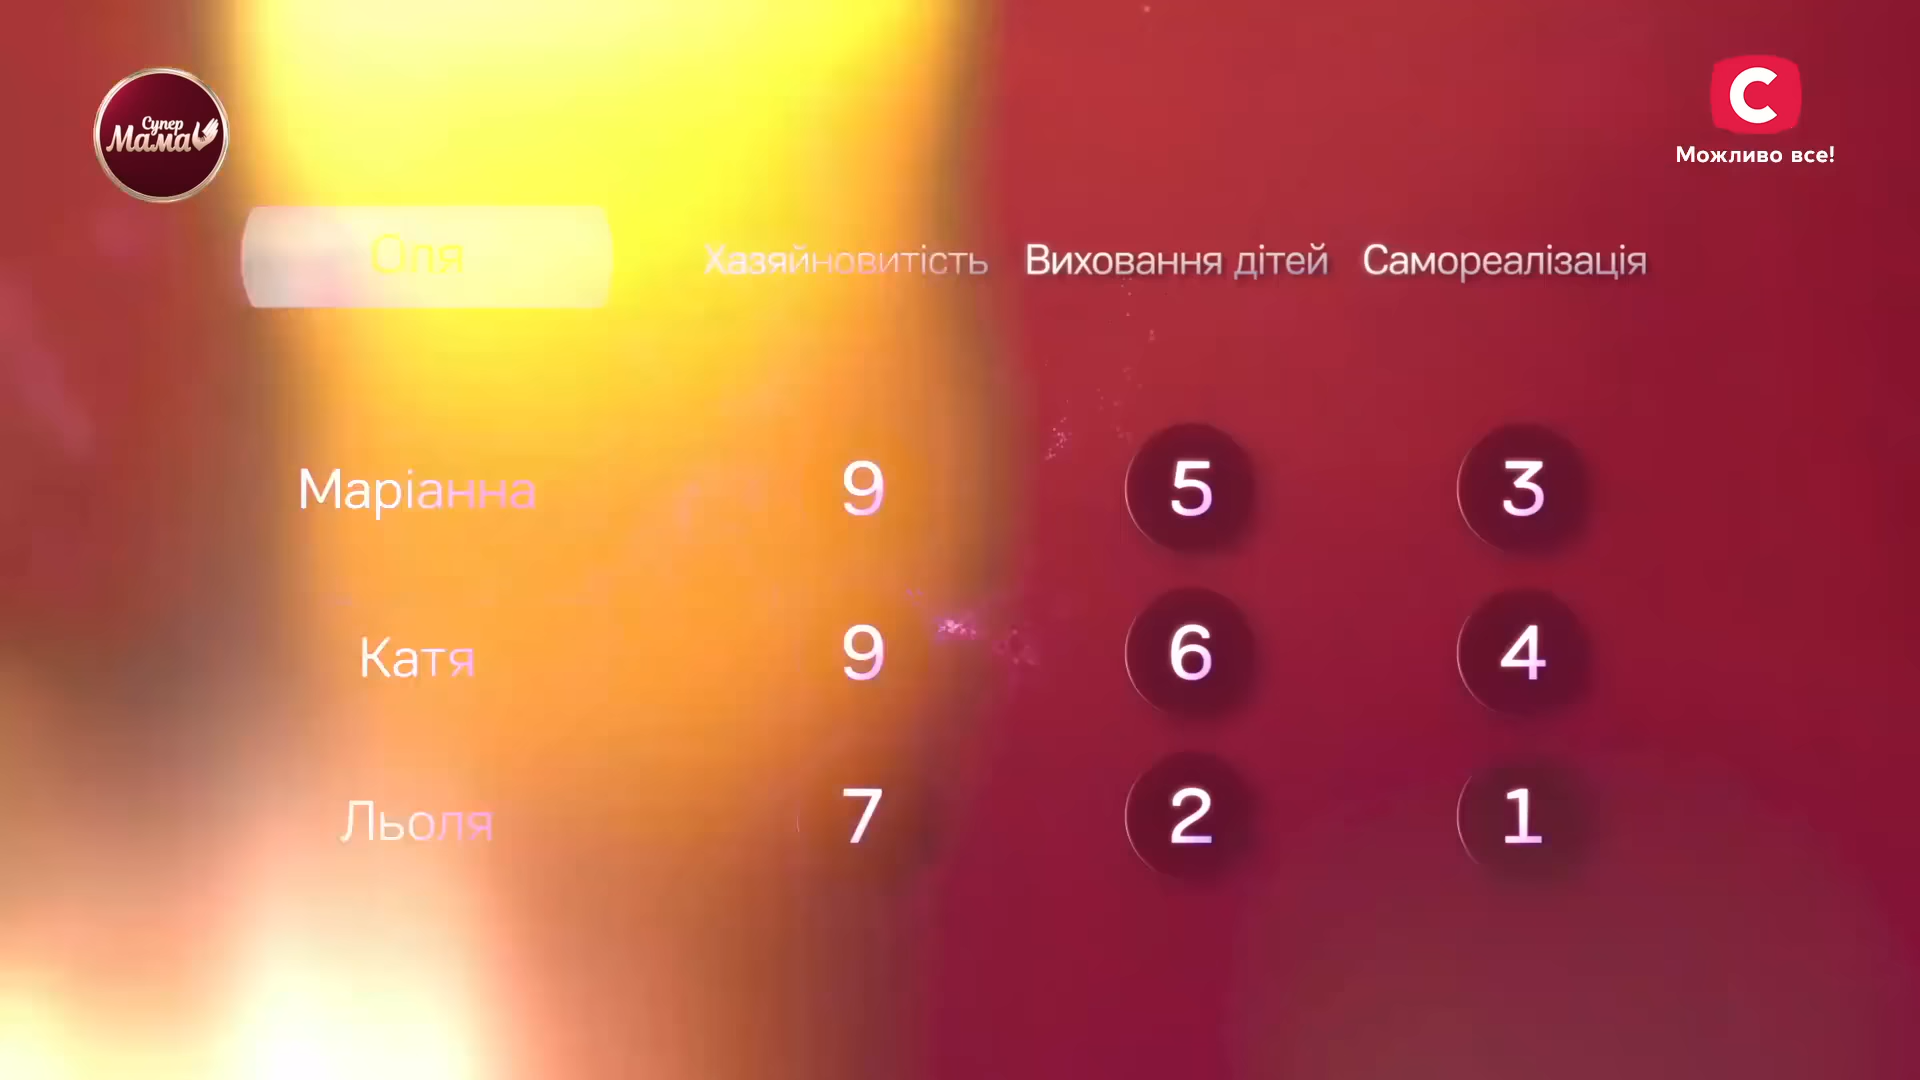 Супер
Мама
С
Можливо все!
Оля Хазяйновитість Виховання дітей Самореалізація
Маріанна 9 5 3
Катя 9 6 4
Льоля 7 2 1